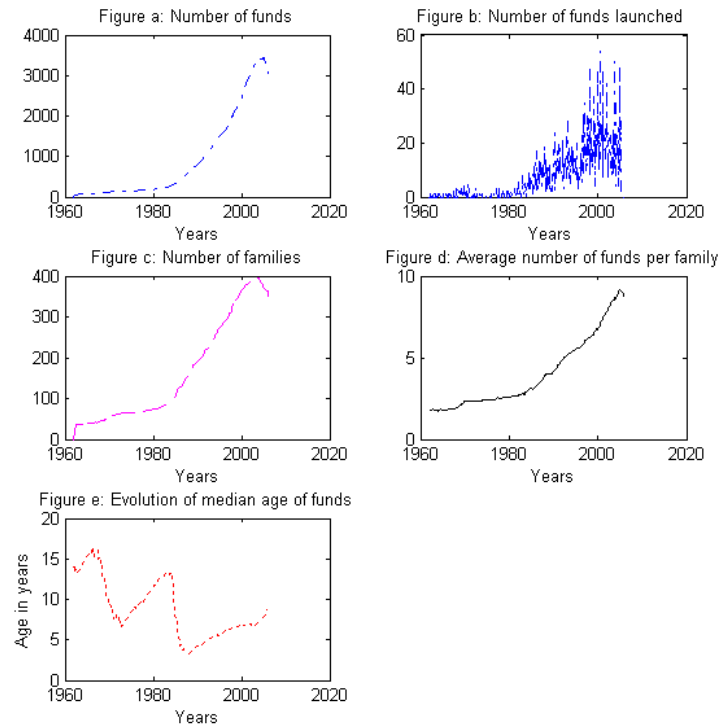 Figure a: Number of funds
4000
3000
2000
1000
0
1960 1980 2000 2020
Years
Figure b: Number of funds launched
60
40
20
0
1960 1980 2000 2020
Years
Figure c: Number of families
400
300
200
100
0
1960 1980 2000 2020
Years
Figure d: Average number of funds per family
10
5
0
1960 1980 2000 2020
Years
Figure e: Evolution of median age of funds
20
15
10
5
0
Age in years
1960 1980 2000 2020
Years